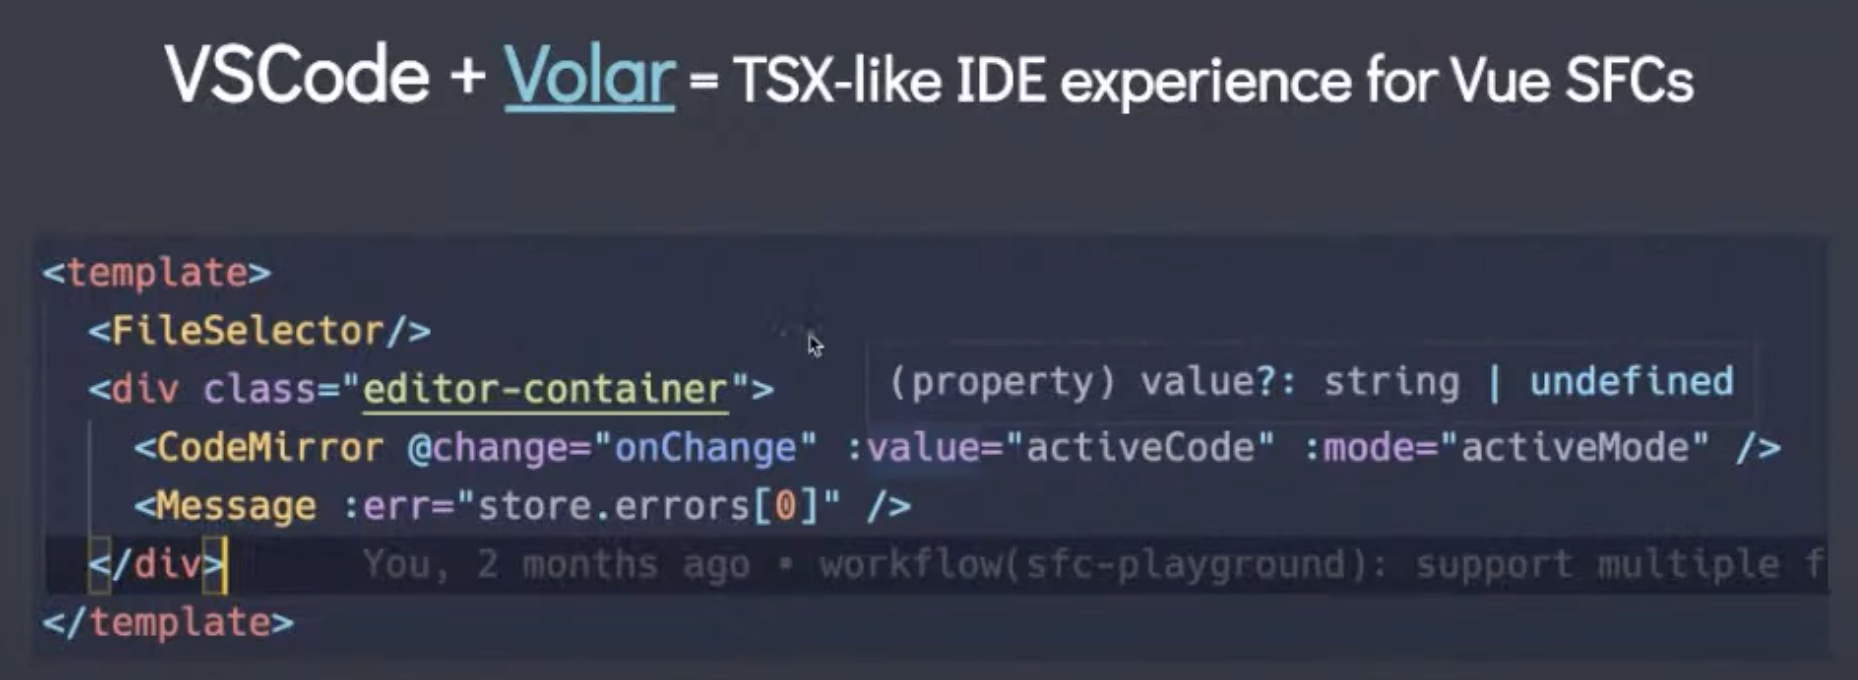 VSCode + Volar = TSX-like IDE experience for Vue SFCs
<template>
<FileSelector/>
<div class="editor-container">
(property) value?: string | undefined
<CodeMirror @change="onChange" :value="activeCode" :mode="activeMode" />
<Message :err="store.errors[0]" />
</div> You, 2 months ago • workflow(sfc-playground): support multiple f
</template>